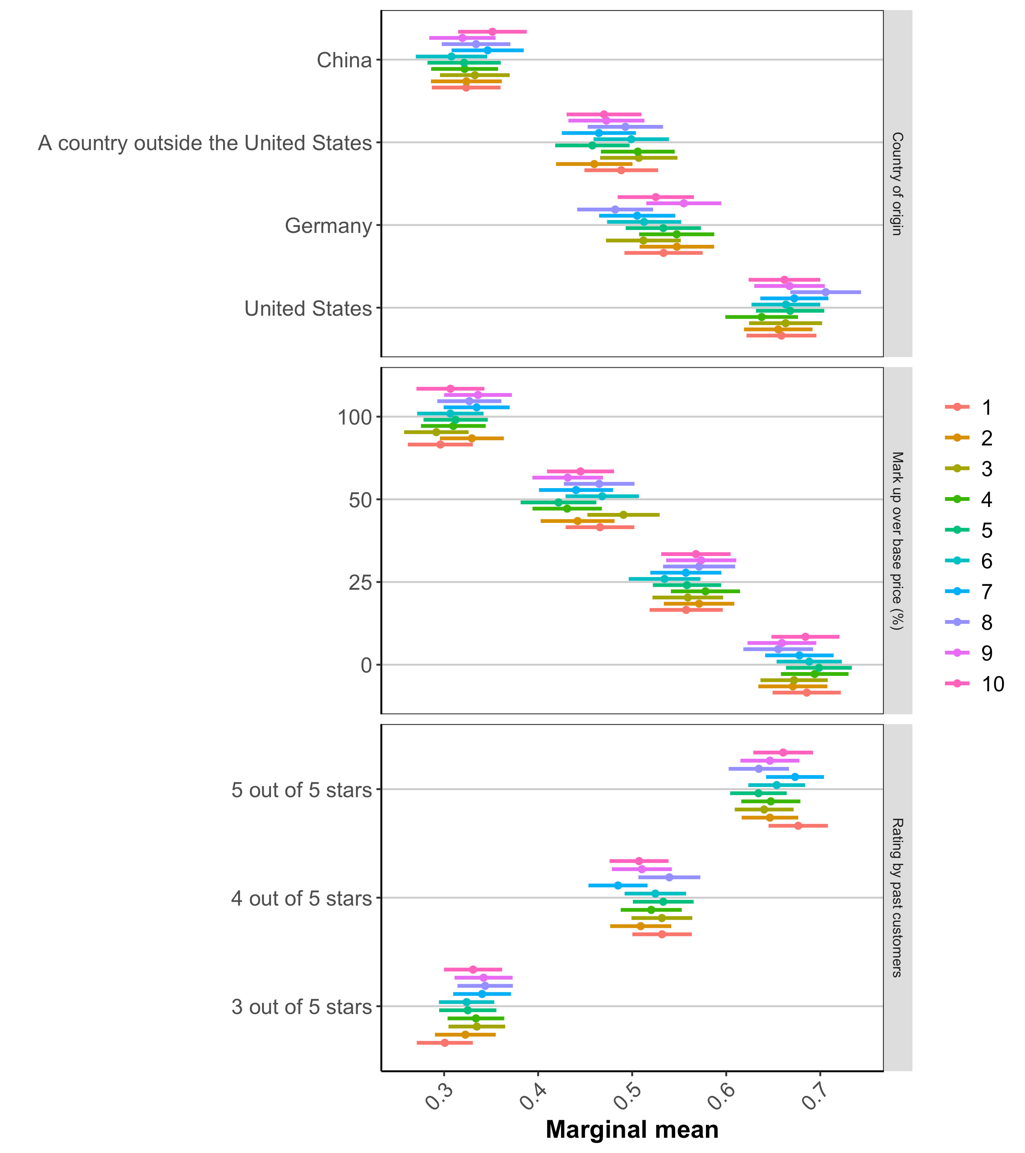 China
A country outside the United States
Germany
United States
Country of origin
100
50
25
0
Mark up over base price (%)
5 out of 5 stars
4 out of 5 stars
3 out of 5 stars
Rating by past customers
0.3
0.4
0.5
0.6
0.7
Marginal mean
1
2
3
4
5
6
7
8
9
10